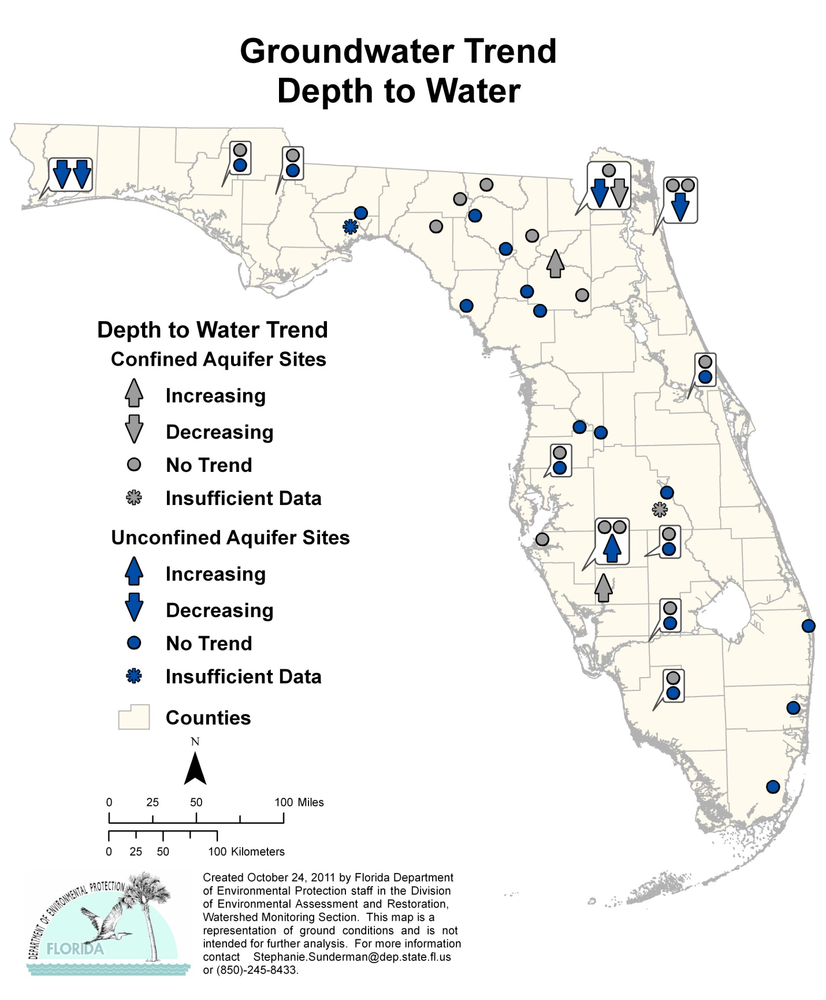 Groundwater Trend
Depth to Water
Depth to Water Trend
Confined Aquifer Sites
Increasing
Decreasing
No Trend
Insufficient Data
Unconfined Aquifer Sites
Increasing
Decreasing
No Trend
Insufficient Data
Counties
N
0 25 50 100 Miles
0 25 50 100 Kilometers
DEPARTMENT OF ENVIRONMENTAL PROTECTION
FLORIDA
Created October 24, 2011 by Florida Department
of Environmental Protection staff in the Division
of Environmental Assessment and Restoration,
Watershed Monitoring Section. This map is a
representation of ground conditions and is not
intended for further analysis. For more information
contact Stephanie.Sunderman@dep.state.fl.us
or (850)-245-8433.